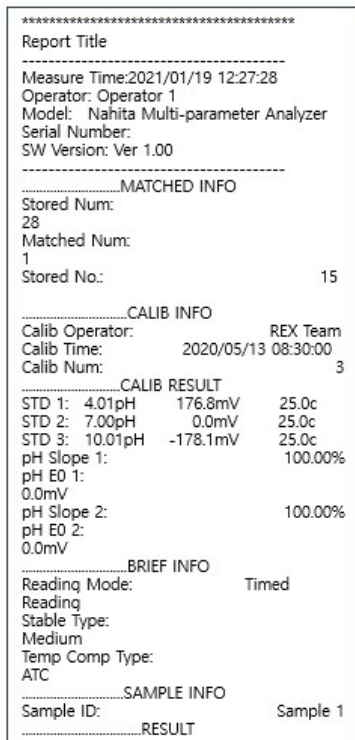 ****************************************
Report Title
----------------------------------------
Measure Time:2021/01/19 12:27:28
Operator: Operator 1
Model: Nahita Multi-parameter Analyzer
Serial Number:
SW Version: Ver 1.00
----------------------------------------
..............................MATCHED INFO
Stored Num:
28
Matched Num:
1
Stored No.: 15
................................CALIB INFO
Calib Operator: REX Team
Calib Time: 2020/05/13 08:30:00
Calib Num: 3
..............................CALIB RESULT
STD 1: 4.01pH 176.8mV 25.0c
STD 2: 7.00pH 0.0mV 25.0c
STD 3: 10.01pH -178.1mV 25.0c
pH Slope 1: 100.00%
pH E0 1:
0.0mV
pH Slope 2: 100.00%
pH E0 2:
0.0mV
................................BRIEF INFO
Reading Mode: Timed
Reading
Stable Type:
Medium
Temp Comp Type:
ATC
...............................SAMPLE INFO
Sample ID: Sample 1
....................................RESULT